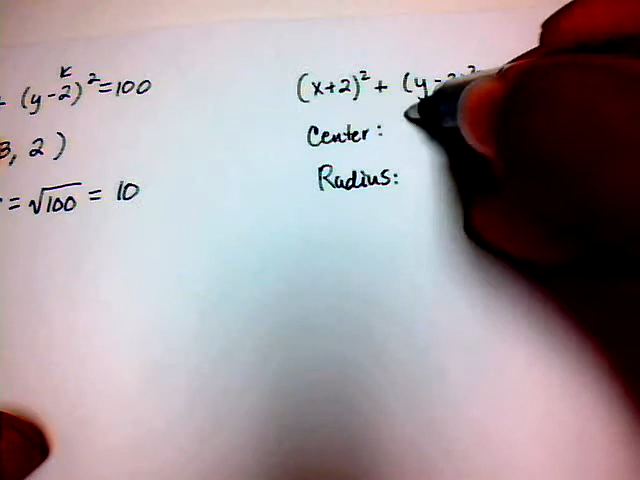 k
+ (y-2)² = 100
3, 2)
= √100 = 10
(x+2)² + (y-
Center:
Radius: